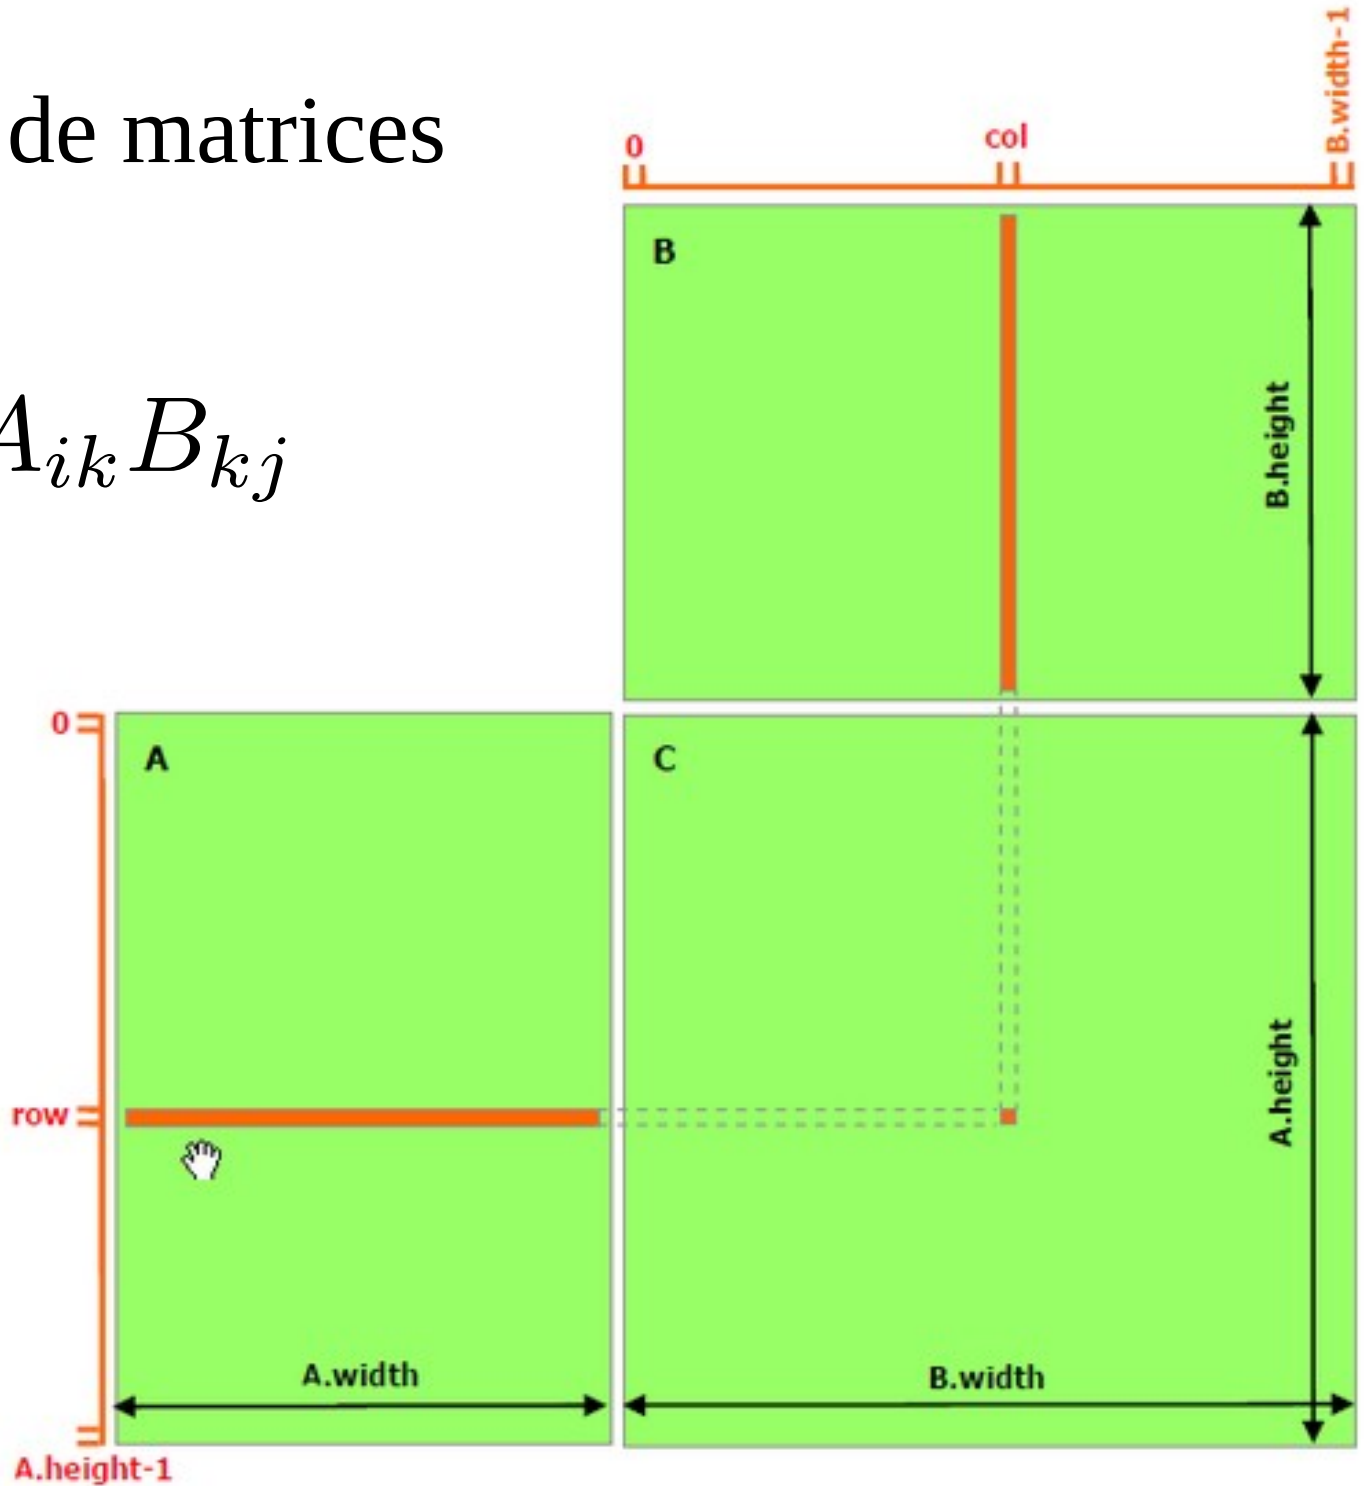 de matrices
A_{ik}B_{kj}
0
col
B.width-1
B
B.height
0
A
C
row
A.height
A.width
B.width
A.height-1